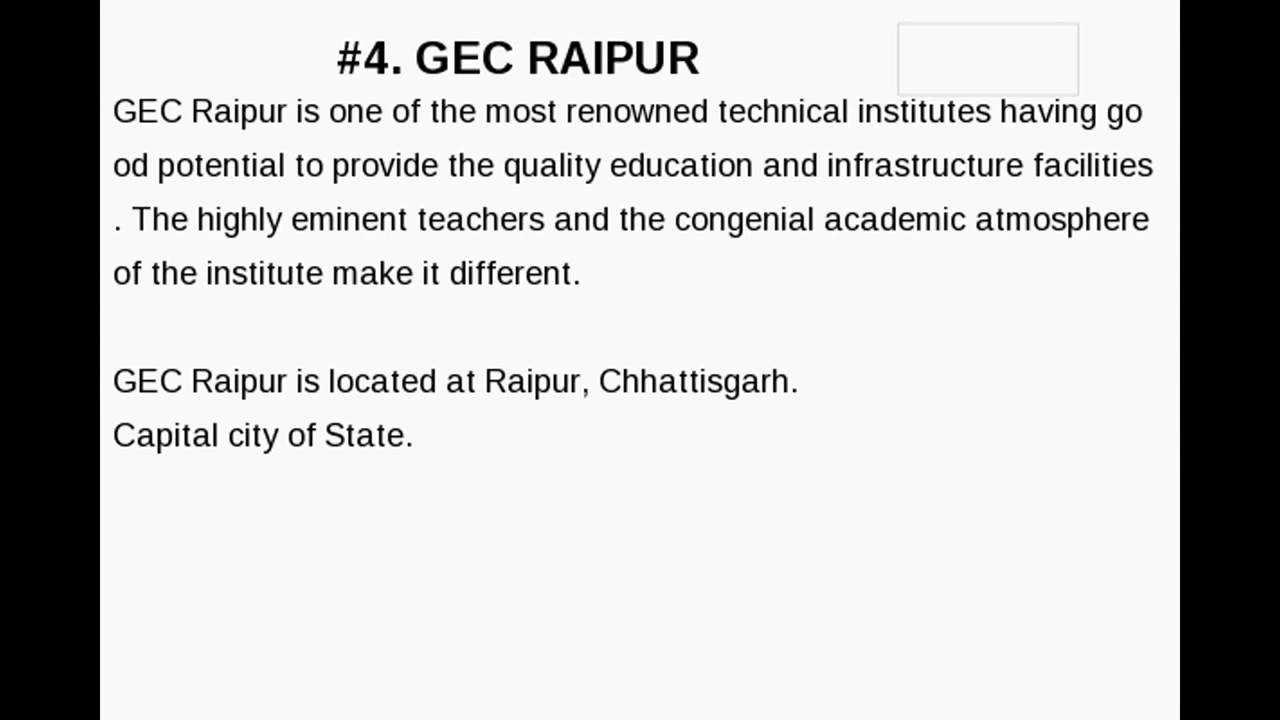 #4. GEC RAIPUR
GEC Raipur is one of the most renowned technical institutes having go
od potential to provide the quality education and infrastructure facilities
. The highly eminent teachers and the congenial academic atmosphere
of the institute make it different.
GEC Raipur is located at Raipur, Chhattisgarh.
Capital city of State.